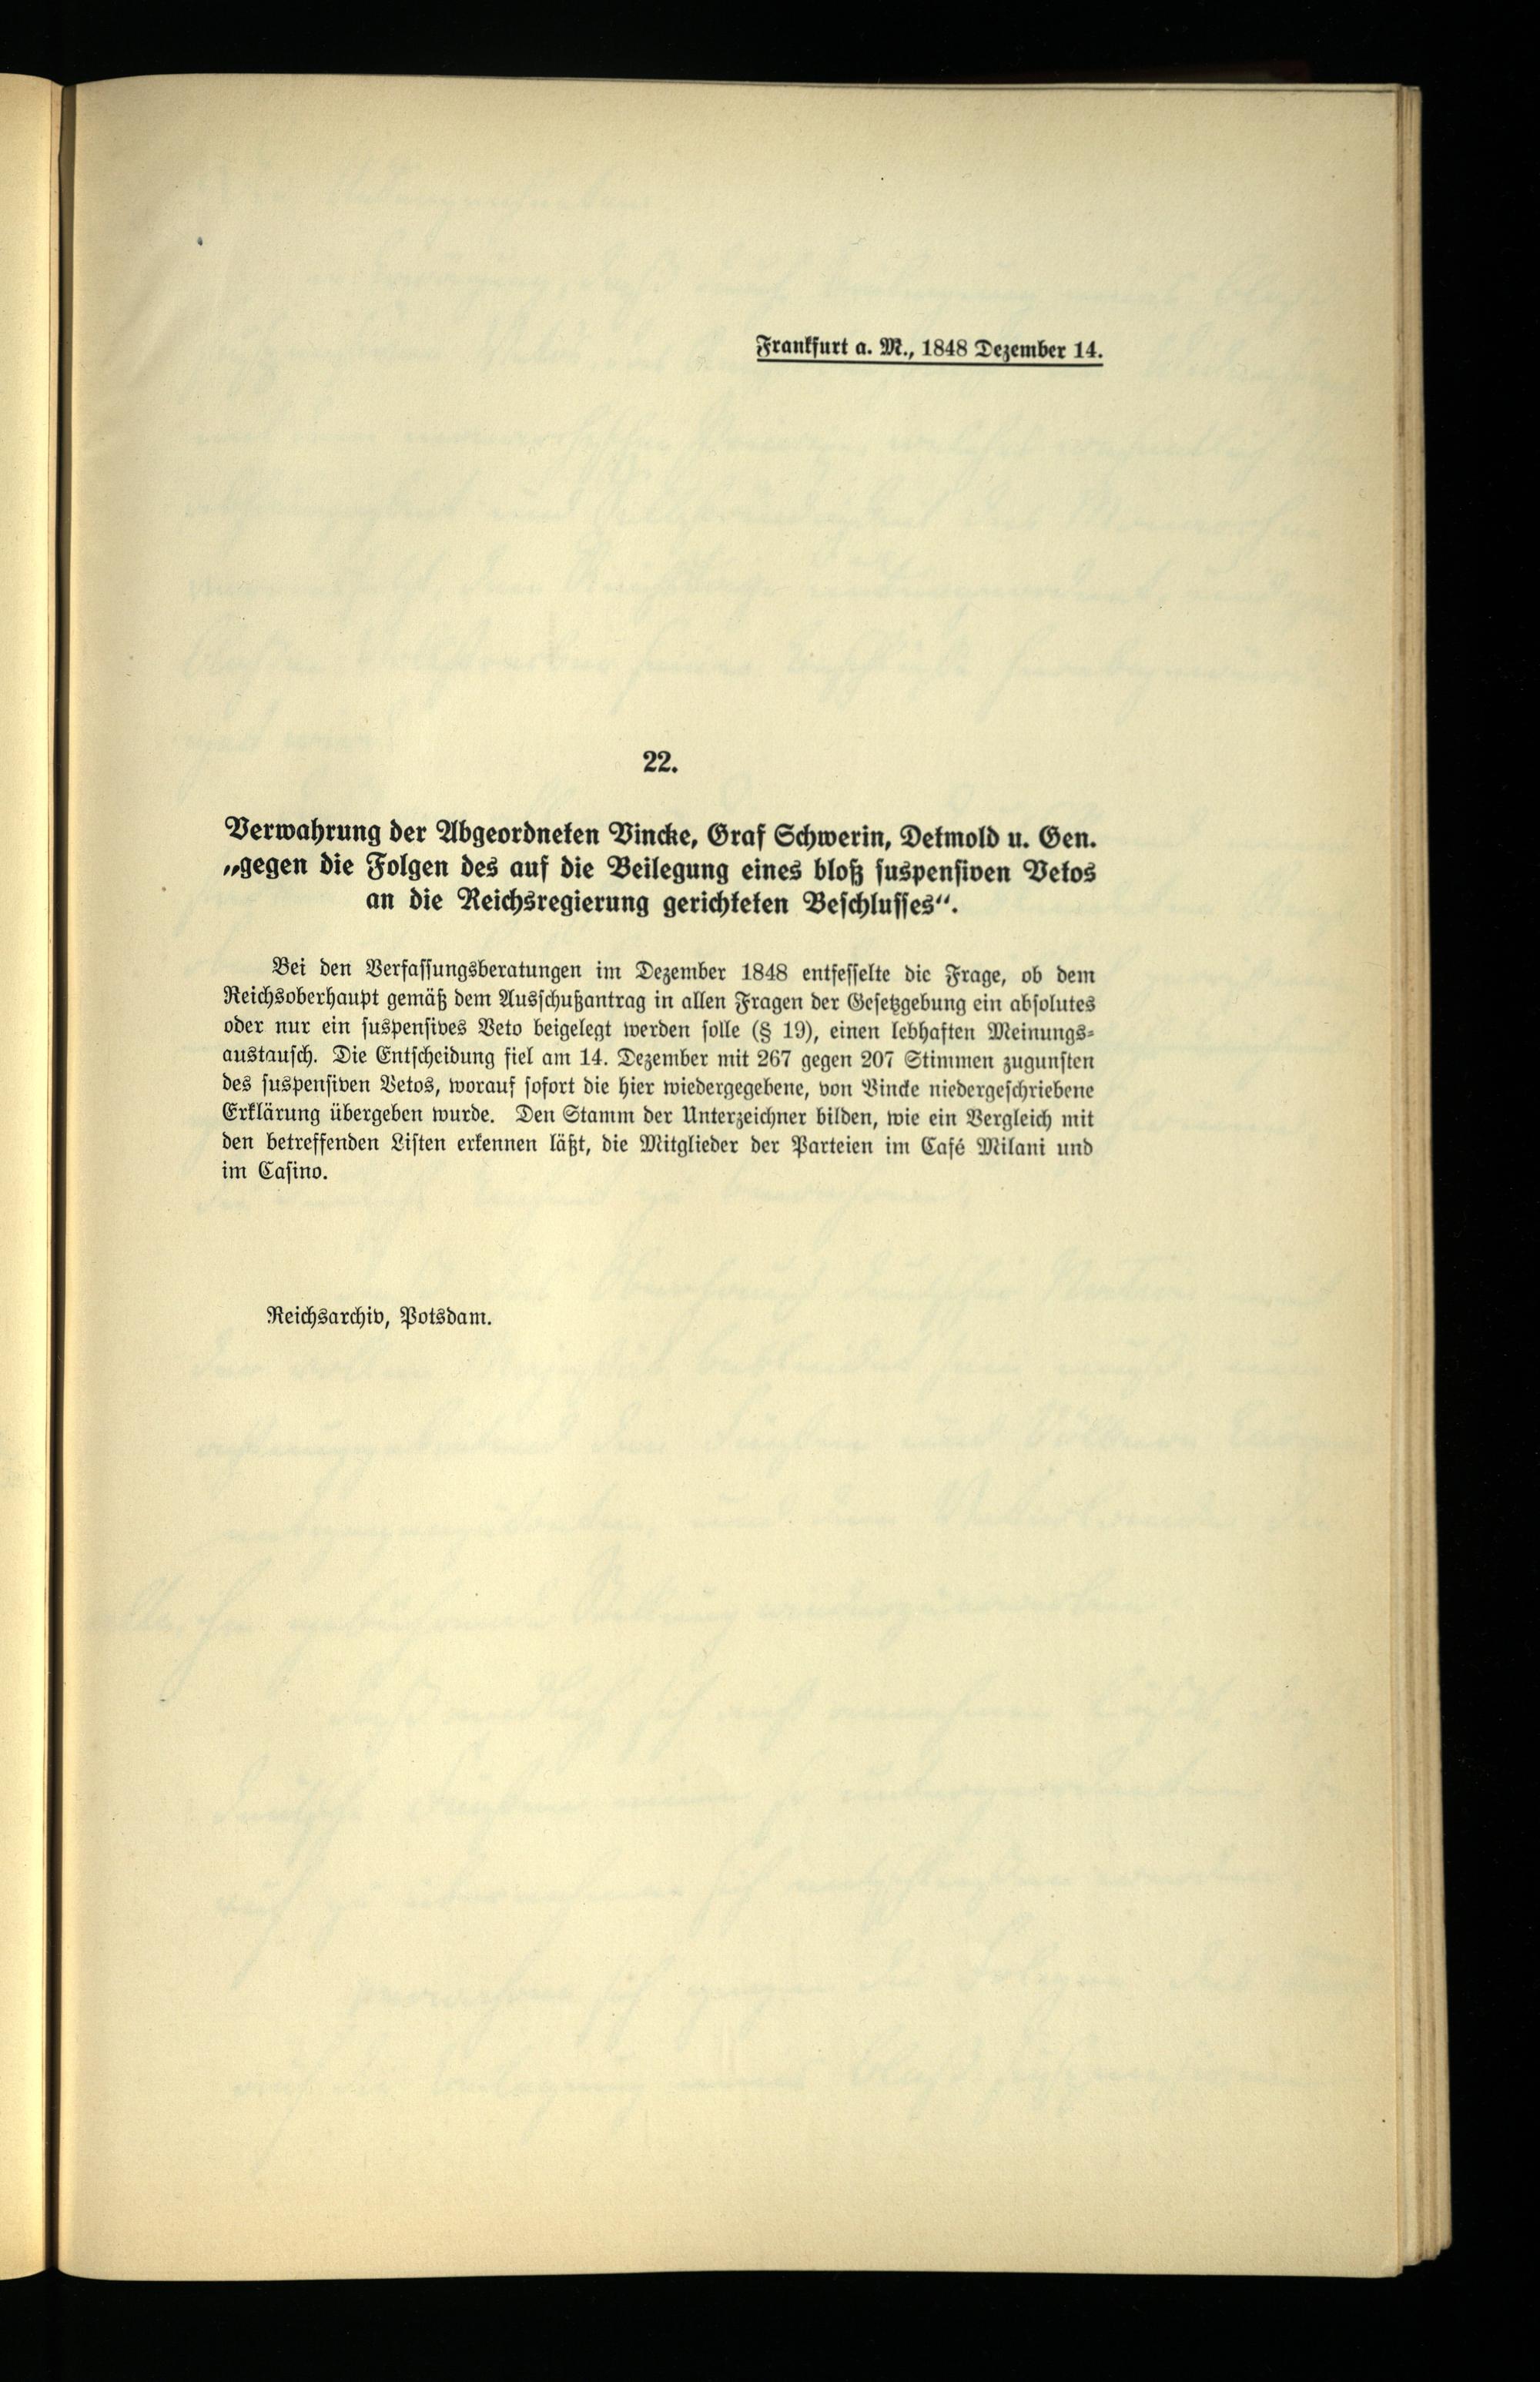 Frankfurt a. M., 1848 Dezember 14.
22.
Verwahrung der Abgeordneten Vincke, Graf Schwerin, Detmold u. Gen.
„gegen die Folgen des auf die Beilegung eines bloß suspensiven Vetos
an die Reichsregierung gerichteten Beschlusses“.
Bei den Verfassungsberatungen im Dezember 1848 entfesselte die Frage, ob dem
Reichsoberhaupt gemäß dem Ausschußantrag in allen Fragen der Gesetzgebung ein absolutes
oder nur ein suspensives Veto beigelegt werden solle (§ 19), einen lebhaften Meinungs-
austausch. Die Entscheidung fiel am 14. Dezember mit 267 gegen 207 Stimmen zugunsten
des suspensiven Vetos, worauf sofort die hier wiedergegebene, von Vincke niedergeschriebene
Erklärung übergeben wurde. Den Stamm der Unterzeichner bilden, wie ein Vergleich mit
den betreffenden Listen erkennen läßt, die Mitglieder der Parteien im Café Milani und
im Casino.
Reichsarchiv, Potsdam.